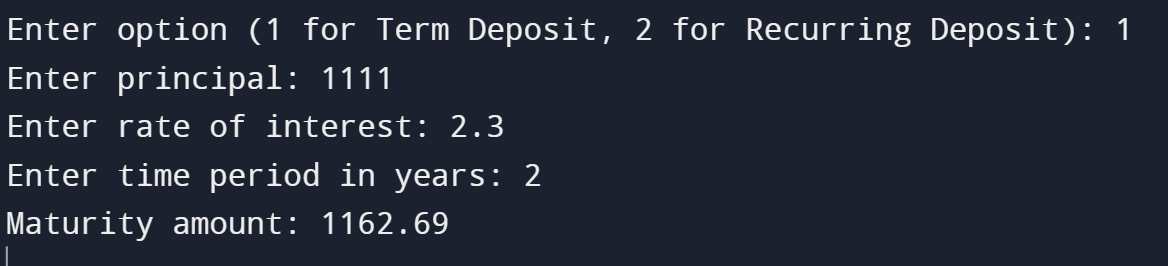 Enter option (1 for Term Deposit, 2 for Recurring Deposit): 1
Enter principal: 1111
Enter rate of interest: 2.3
Enter time period in years: 2
Maturity amount: 1162.69